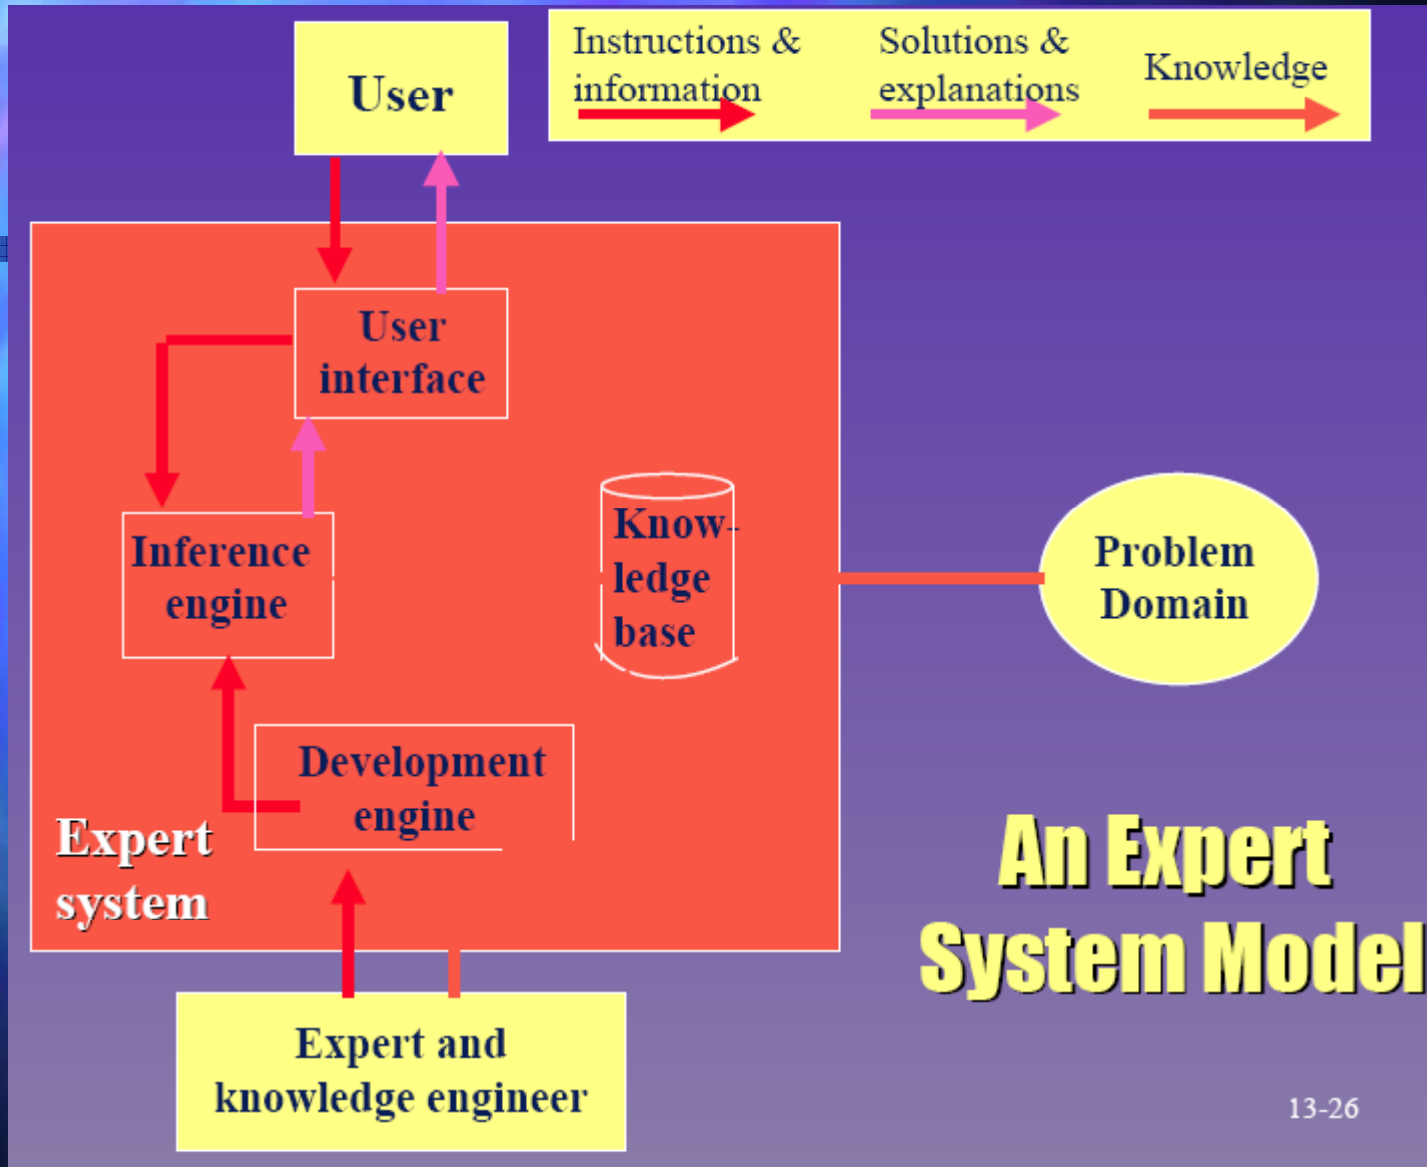 User
Instructions &
information
Solutions &
explanations
Knowledge
User
interface
Inference
engine
Know-
ledge
base
Problem
Domain
Development
engine
Expert
system
An Expert
System Model
Expert and
knowledge engineer
13-26